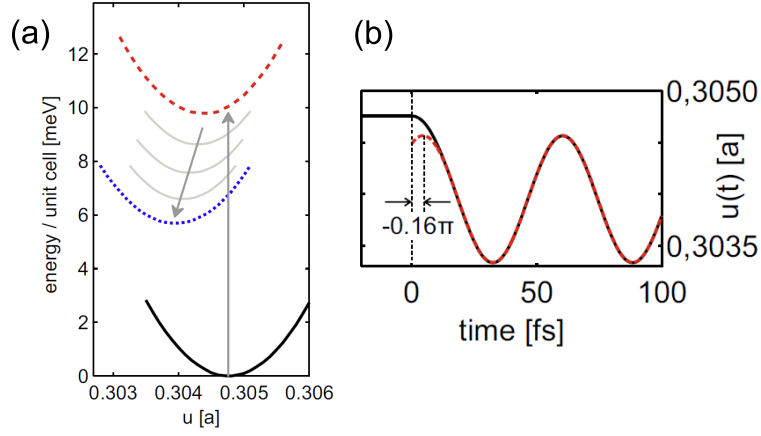 (a)
energy / unit cell [meV]
12
10
8
6
4
2
0
0.303 0.304 0.305 0.306
u [a]
(b)
0,3050
u(t) [a]
0,3035
-0.16π
0 50 100
time [fs]